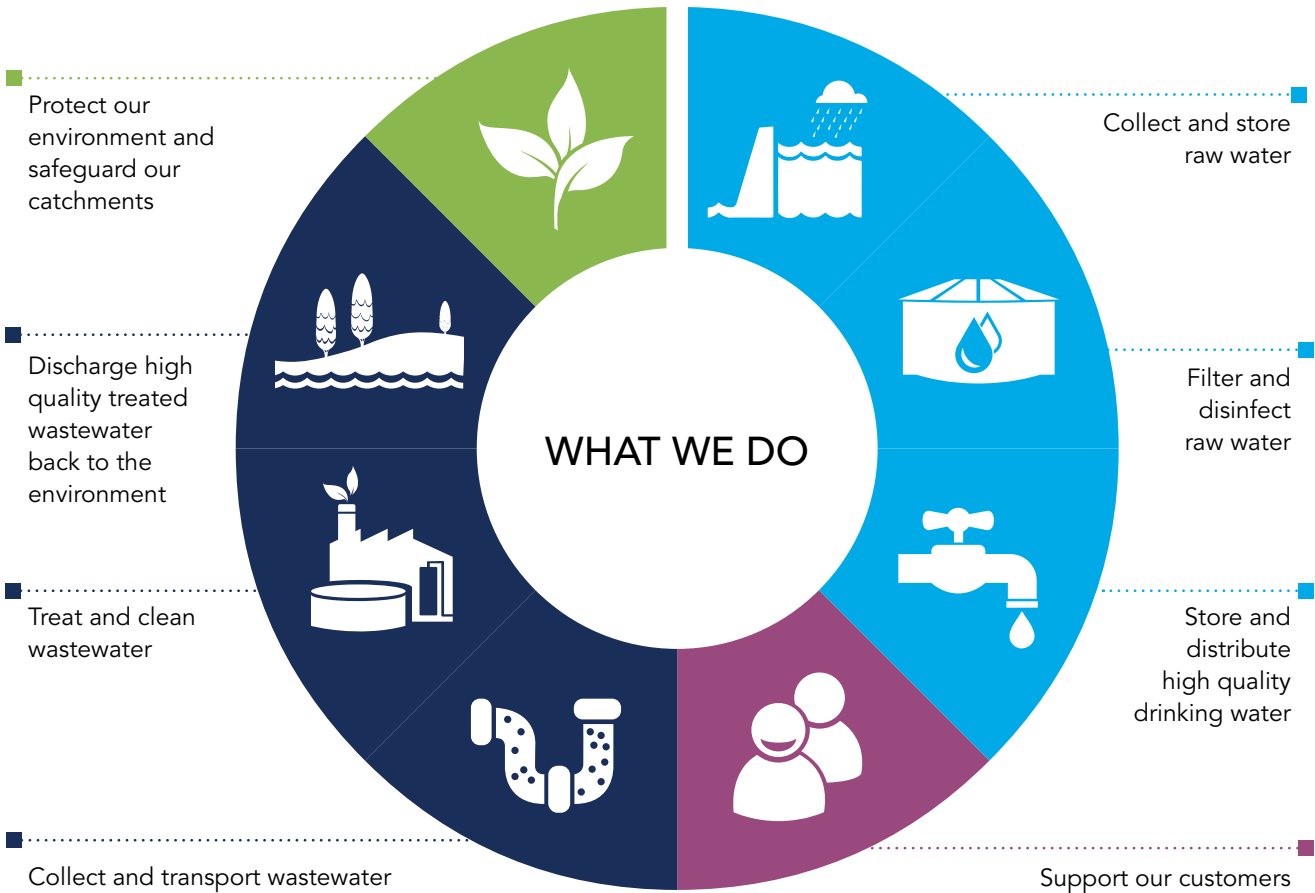 Protect our
environment and
safeguard our
catchments
Discharge high
quality treated
wastewater
back to the
environment
Treat and clean
wastewater
Collect and transport wastewater
WHAT WE DO
Collect and store
raw water
Filter and
disinfect
raw water
Store and
distribute
high quality
drinking water
Support our customers